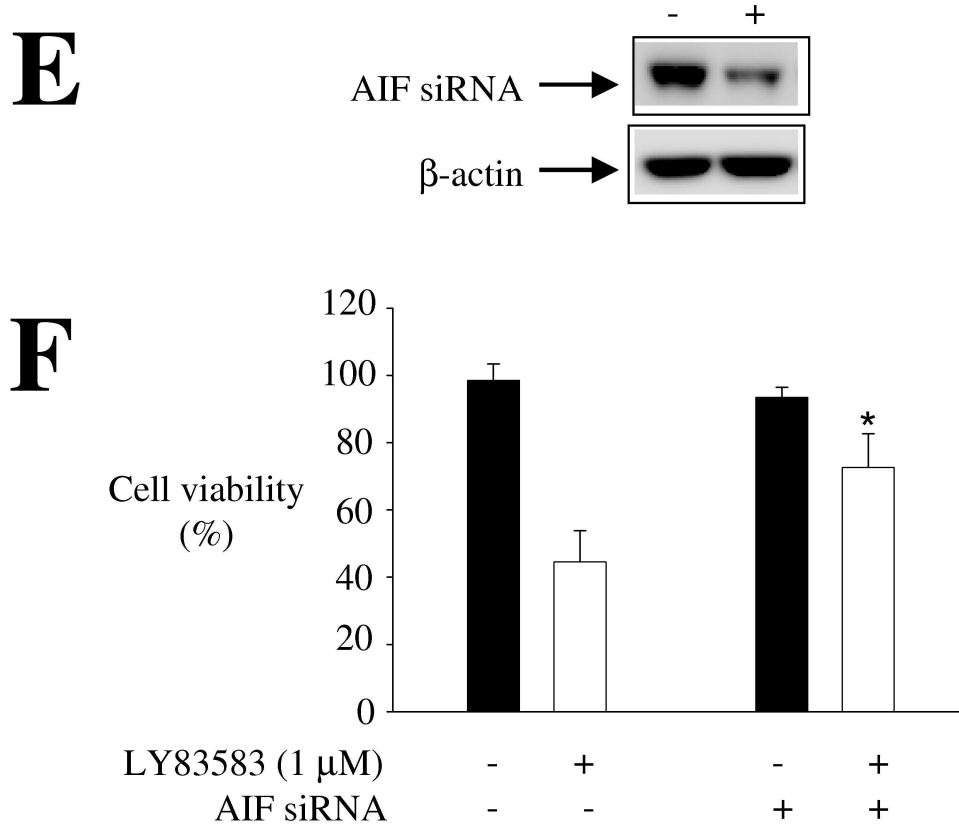 E
- +
AIF siRNA
β-actin
F
120
100
80
60
40
20
0
Cell viability
(%)
*
LY83583 (1 μM) - + - +
AIF siRNA - - + +